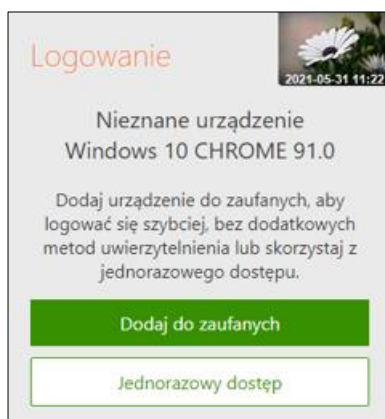 Logowanie
2021-05-31 11:22
Nieznane urządzenie
Windows 10 CHROME 91.0
Dodaj urządzenie do zaufanych, aby
logować się szybciej, bez dodatkowych
metod uwierzytelnienia lub skorzystaj z
jednorazowego dostępu.
Dodaj do zaufanych
Jednorazowy dostęp